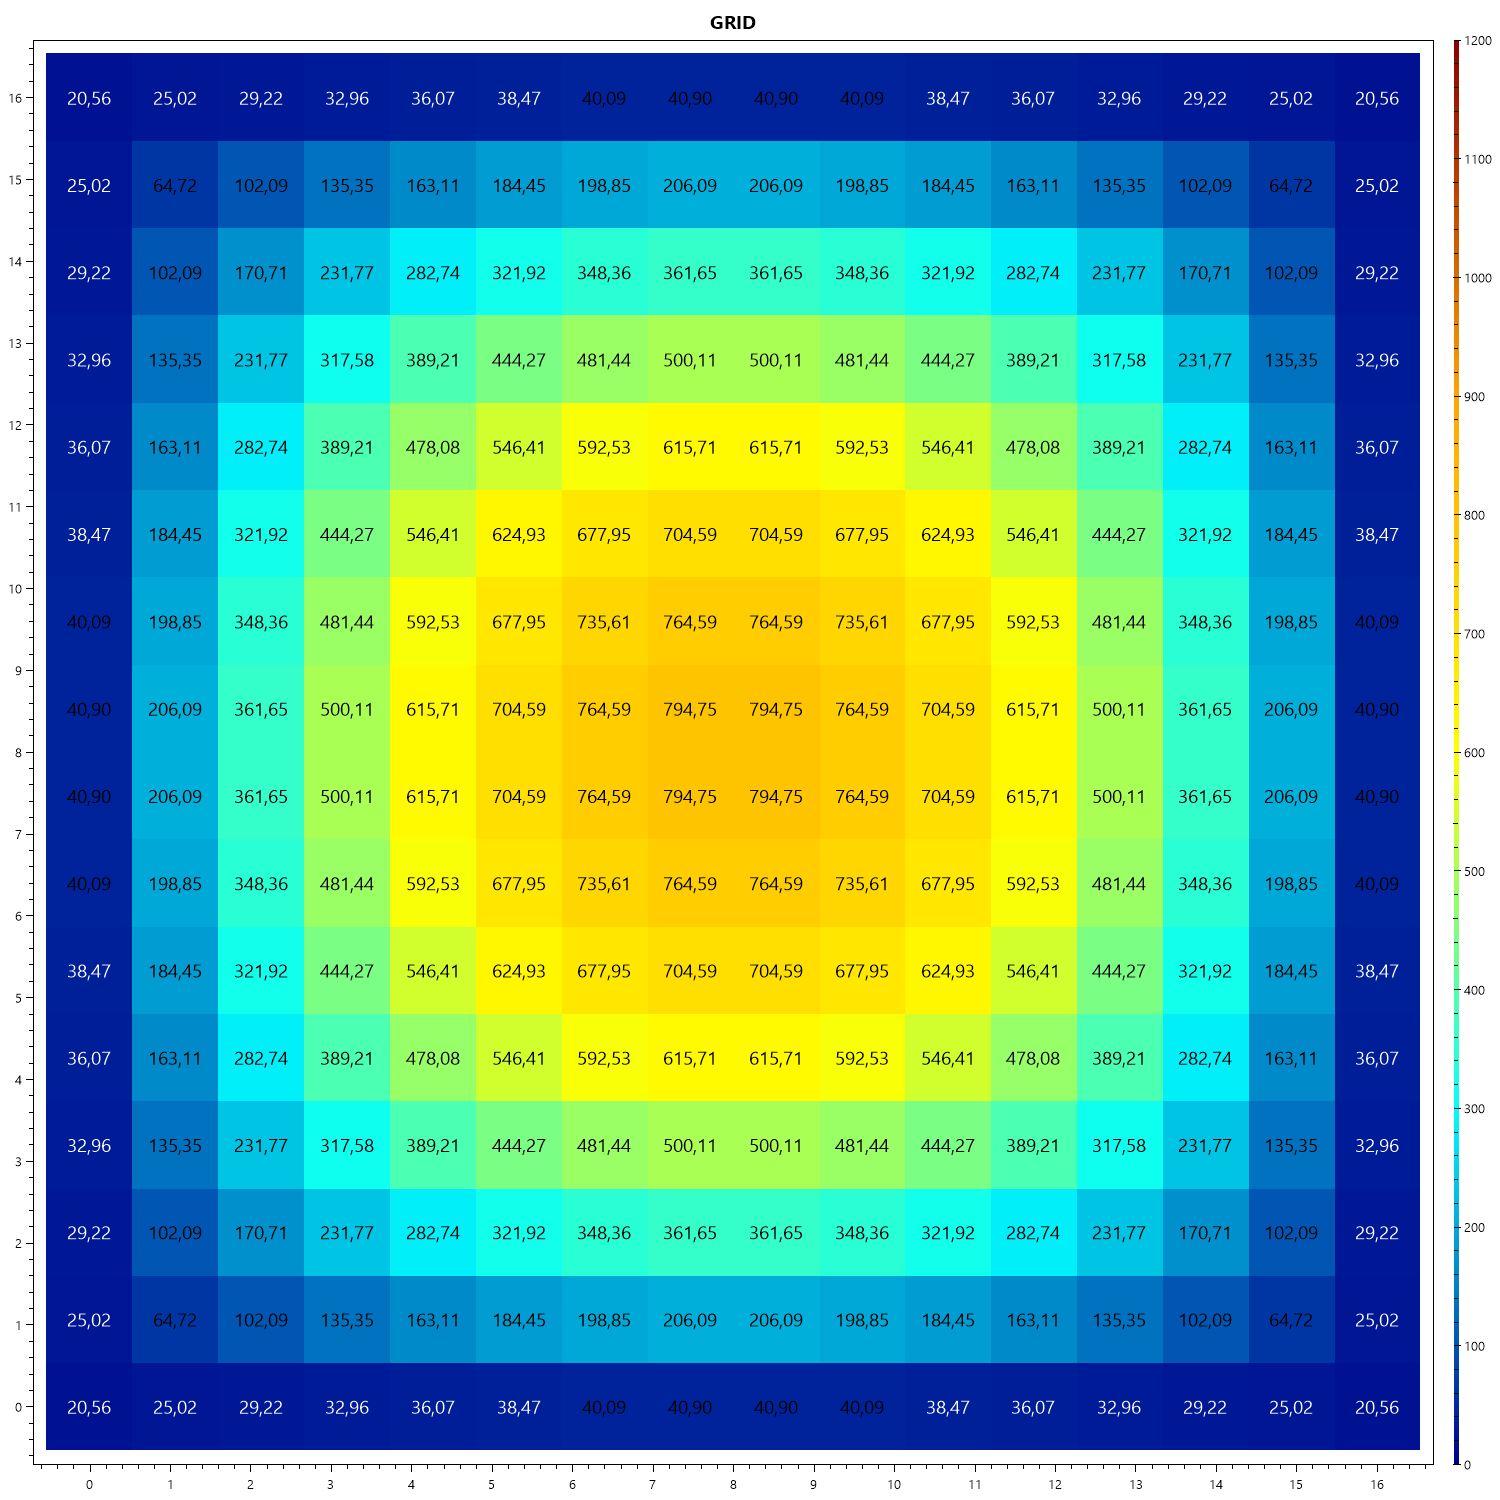 GRID
20,56 25,02 29,22 32,96 36,07 38,47 40,09 40,90 40,90 40,09 38,47 36,07 32,96 29,22 25,02 20,56
25,02 64,72 102,09 135,35 163,11 184,45 198,85 206,09 206,09 198,85 184,45 163,11 135,35 102,09 64,72 25,02
29,22 102,09 170,71 231,77 282,74 321,92 348,36 361,65 361,65 348,36 321,92 282,74 231,77 170,71 102,09 29,22
32,96 135,35 231,77 317,58 389,21 444,27 481,44 500,11 500,11 481,44 444,27 389,21 317,58 231,77 135,35 32,96
36,07 163,11 282,74 389,21 478,08 546,41 592,53 615,71 615,71 592,53 546,41 478,08 389,21 282,74 163,11 36,07
38,47 184,45 321,92 444,27 546,41 624,93 677,95 704,59 704,59 677,95 624,93 546,41 444,27 321,92 184,45 38,47
40,09 198,85 348,36 481,44 592,53 677,95 735,61 764,59 764,59 735,61 677,95 592,53 481,44 348,36 198,85 40,09
40,90 206,09 361,65 500,11 615,71 704,59 764,59 794,75 794,75 764,59 704,59 615,71 500,11 361,65 206,09 40,90
40,90 206,09 361,65 500,11 615,71 704,59 764,59 794,75 794,75 764,59 704,59 615,71 500,11 361,65 206,09 40,90
40,09 198,85 348,36 481,44 592,53 677,95 735,61 764,59 764,59 735,61 677,95 592,53 481,44 348,36 198,85 40,09
38,47 184,45 321,92 444,27 546,41 624,93 677,95 704,59 704,59 677,95 624,93 546,41 444,27 321,92 184,45 38,47
36,07 163,11 282,74 389,21 478,08 546,41 592,53 615,71 615,71 592,53 546,41 478,08 389,21 282,74 163,11 36,07
32,96 135,35 231,77 317,58 389,21 444,27 481,44 500,11 500,11 481,44 444,27 389,21 317,58 231,77 135,35 32,96
29,22 102,09 170,71 231,77 282,74 321,92 348,36 361,65 361,65 348,36 321,92 282,74 231,77 170,71 102,09 29,22
25,02 64,72 102,09 135,35 163,11 184,45 198,85 206,09 206,09 198,85 184,45 163,11 135,35 102,09 64,72 25,02
20,56 25,02 29,22 32,96 36,07 38,47 40,09 40,90 40,90 40,09 38,47 36,07 32,96 29,22 25,02 20,56
16
15
14
13
12
11
10
9
8
7
6
5
4
3
2
1
0
0 1 2 3 4 5 6 7 8 9 10 11 12 13 14 15 16
1200
1100
1000
900
800
700
600
500
400
300
200
100
0